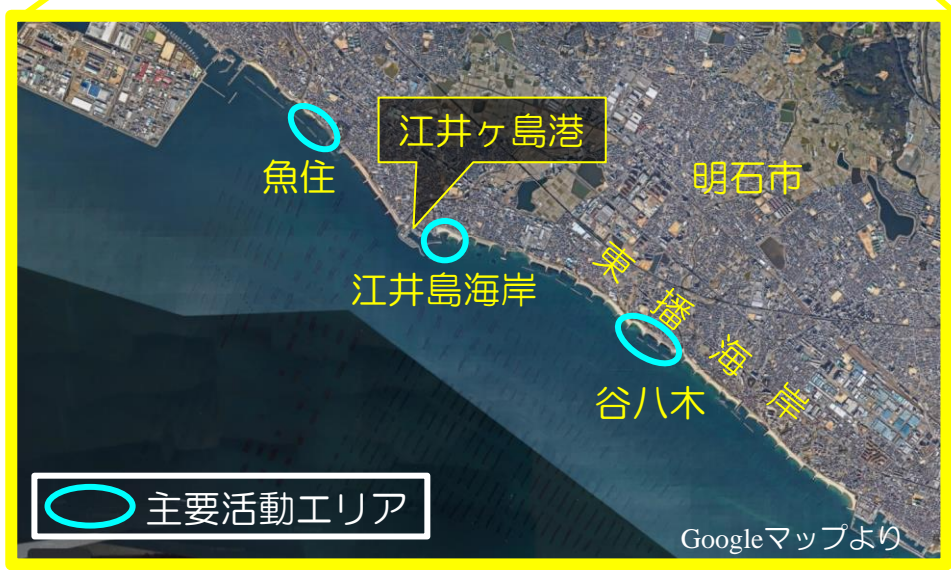 江井ヶ島港
魚住
明石市
江井島海岸
東播海岸
谷八木
主要活動エリア
Googleマップより